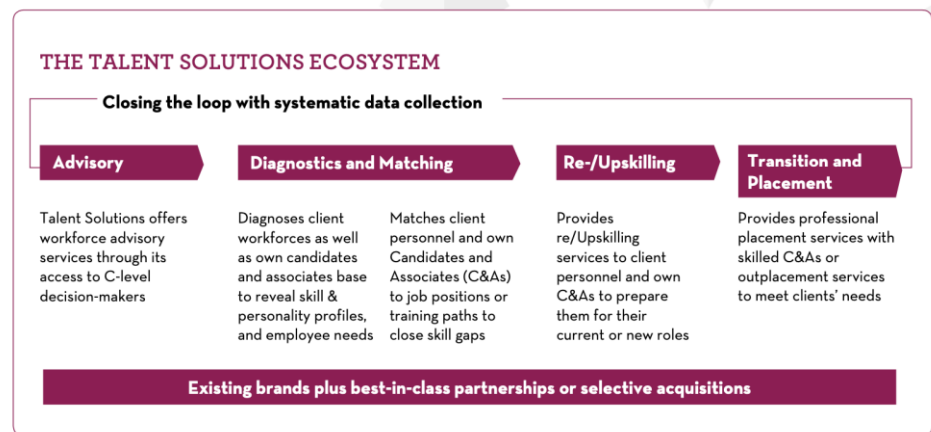 THE TALENT SOLUTIONS ECOSYSTEM
Closing the loop with systematic data collection
Advisory
Talent Solutions offers
workforce advisory
services through its
access to C-level
decision-makers
Diagnostics and Matching
Diagnoses client
workforces as well
as own candidates
and associates base
to reveal skill &
personality profiles,
and employee needs
Matches client
personnel and own
Candidates and
Associates (C&As)
to job positions or
training paths to
close skill gaps
Re-/Upskilling
Provides
re/Upskilling
services to client
personnel and own
C&As to prepare
them for their
current or new roles
Transition and
Placement
Provides professional
placement services with
skilled C&As or
outplacement services
to meet clients’ needs
Existing brands plus best-in-class partnerships or selective acquisitions